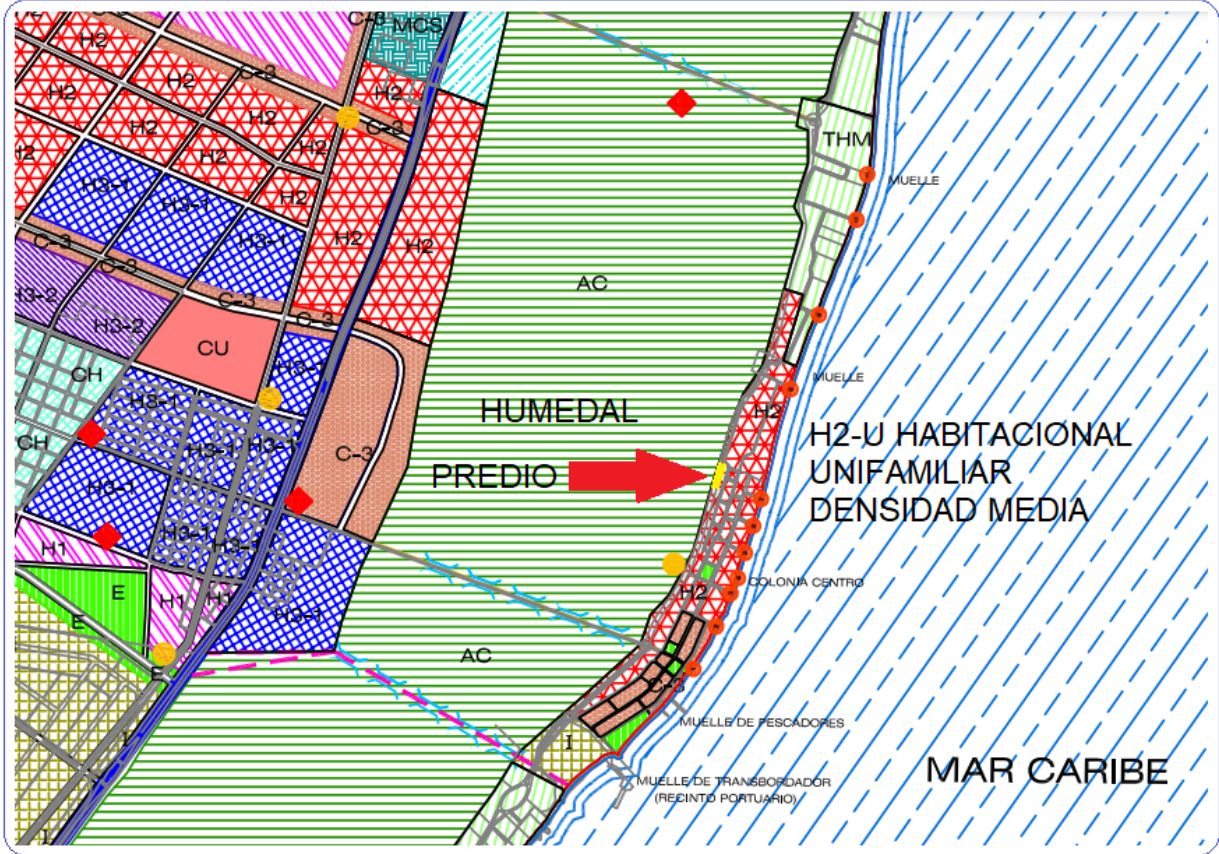 C-3
MCS
H2
C-3
H2
H2
H2
H2
C-3
H2
H2
H2
H2
THM
H2
H3-1
H3-1
H2
MUELLE
H3-1
H2
H2
C-3
C-3
AC
H3-2
C-3
C-3
H3-2
CU
H3-1
CH
MUELLE
H3-1
H2
HUMEDAL
H2-U HABITACIONAL
UNIFAMILIAR
DENSIDAD MEDIA
CH
H3-1
H3-1
C-3
PREDIO
H3-1
H3-1
H3-1
H1
COLONIA CENTRO
E
H1
H1
H3-1
H2
E
AC
E
C-3
MUELLE DE PESCADORES
I
I
MAR CARIBE
MUELLE DE TRANSBORDADOR
(RECINTO PORTUARIO)
I